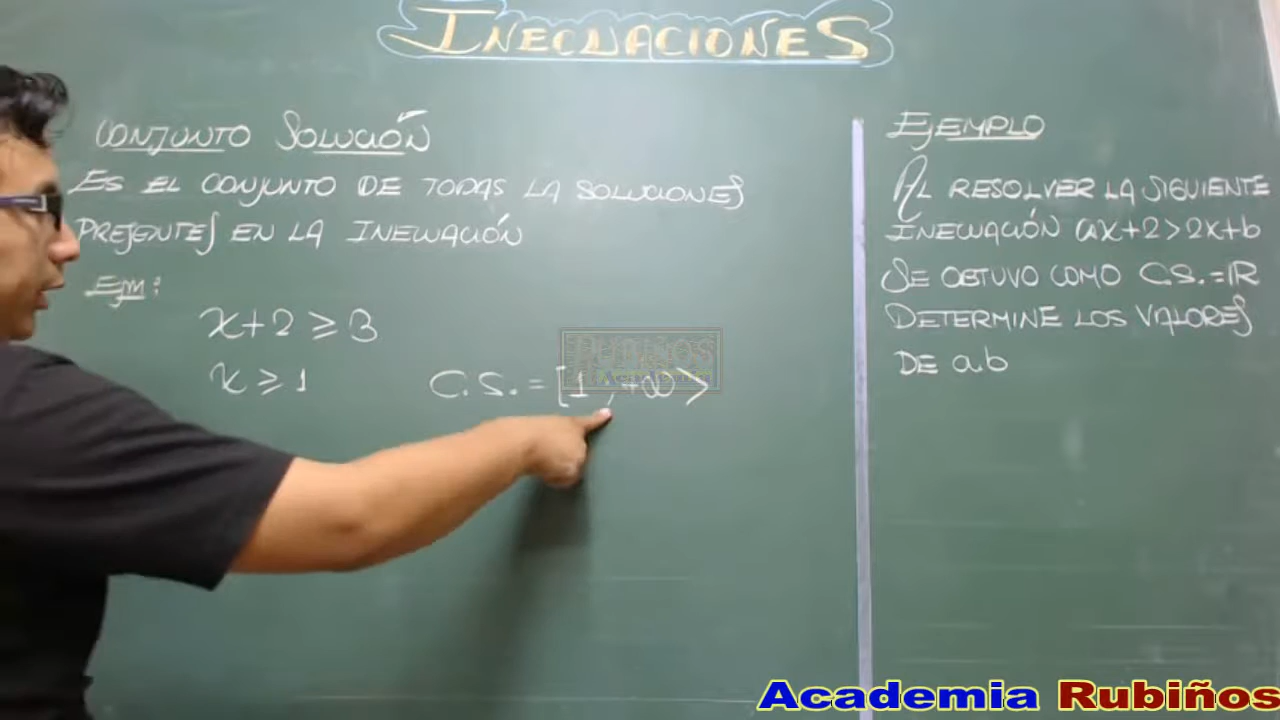 INECUACIONES
CONJUNTO SOLUCIÓN
ES EL CONJUNTO DE TODAS LA SOLUCIONES
PRESENTES EN LA INECUACIÓN
Ejm:
x+2≥3
x≥1 C.S.=[1,+∞>
EJEMPLO
AL RESOLVER LA SIGUIENTE
INECUACIÓN ax+2>2x+b
SE OBTUVO COMO C.S.=IR
DETERMINE LOS VALORES
DE a.b
RUBIÑOS
Academia
Academia Rubiños